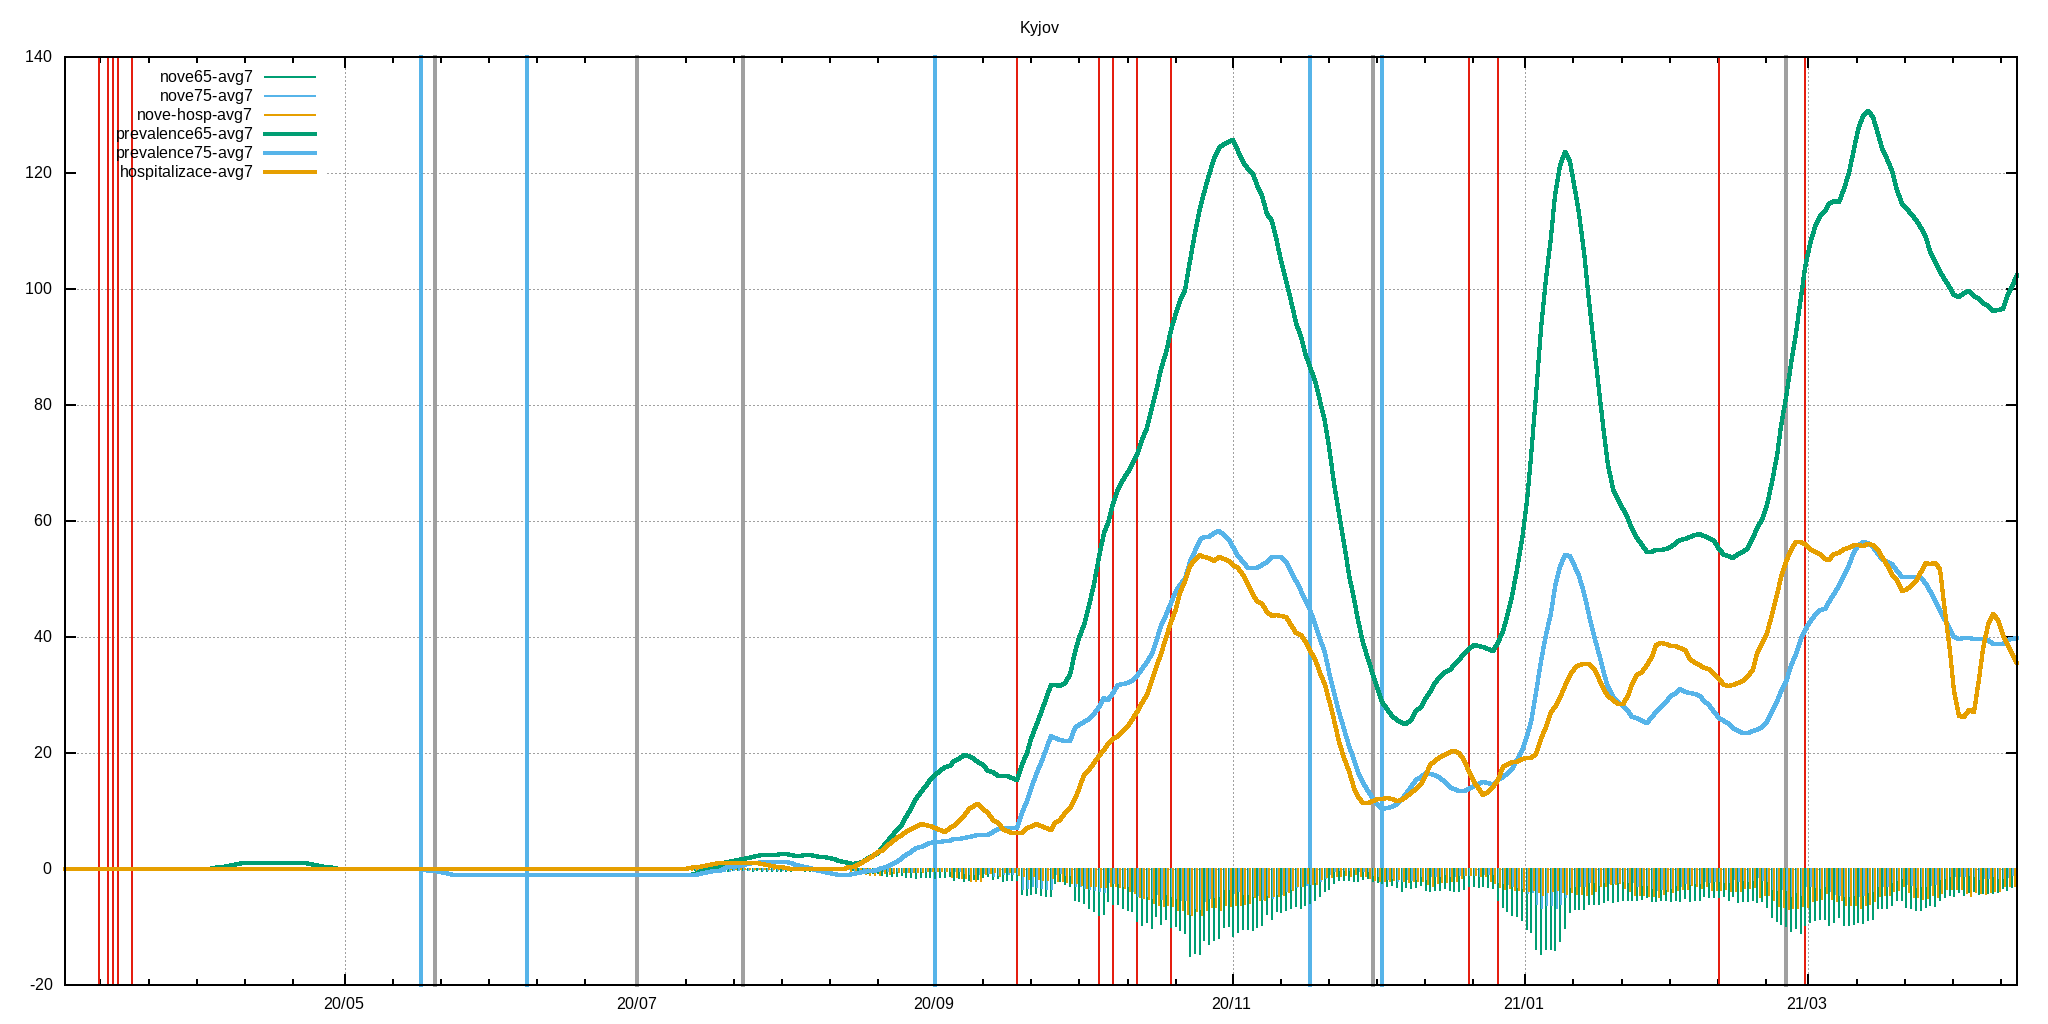 Kyjov
140
nove65-avg7
nove75-avg7
nove-hosp-avg7
prevalence65-avg7
prevalence75-avg7
hospitalizace-avg7
120
100
80
60
40
20
0
-20
20/05 20/07 20/09 20/11 21/01 21/03